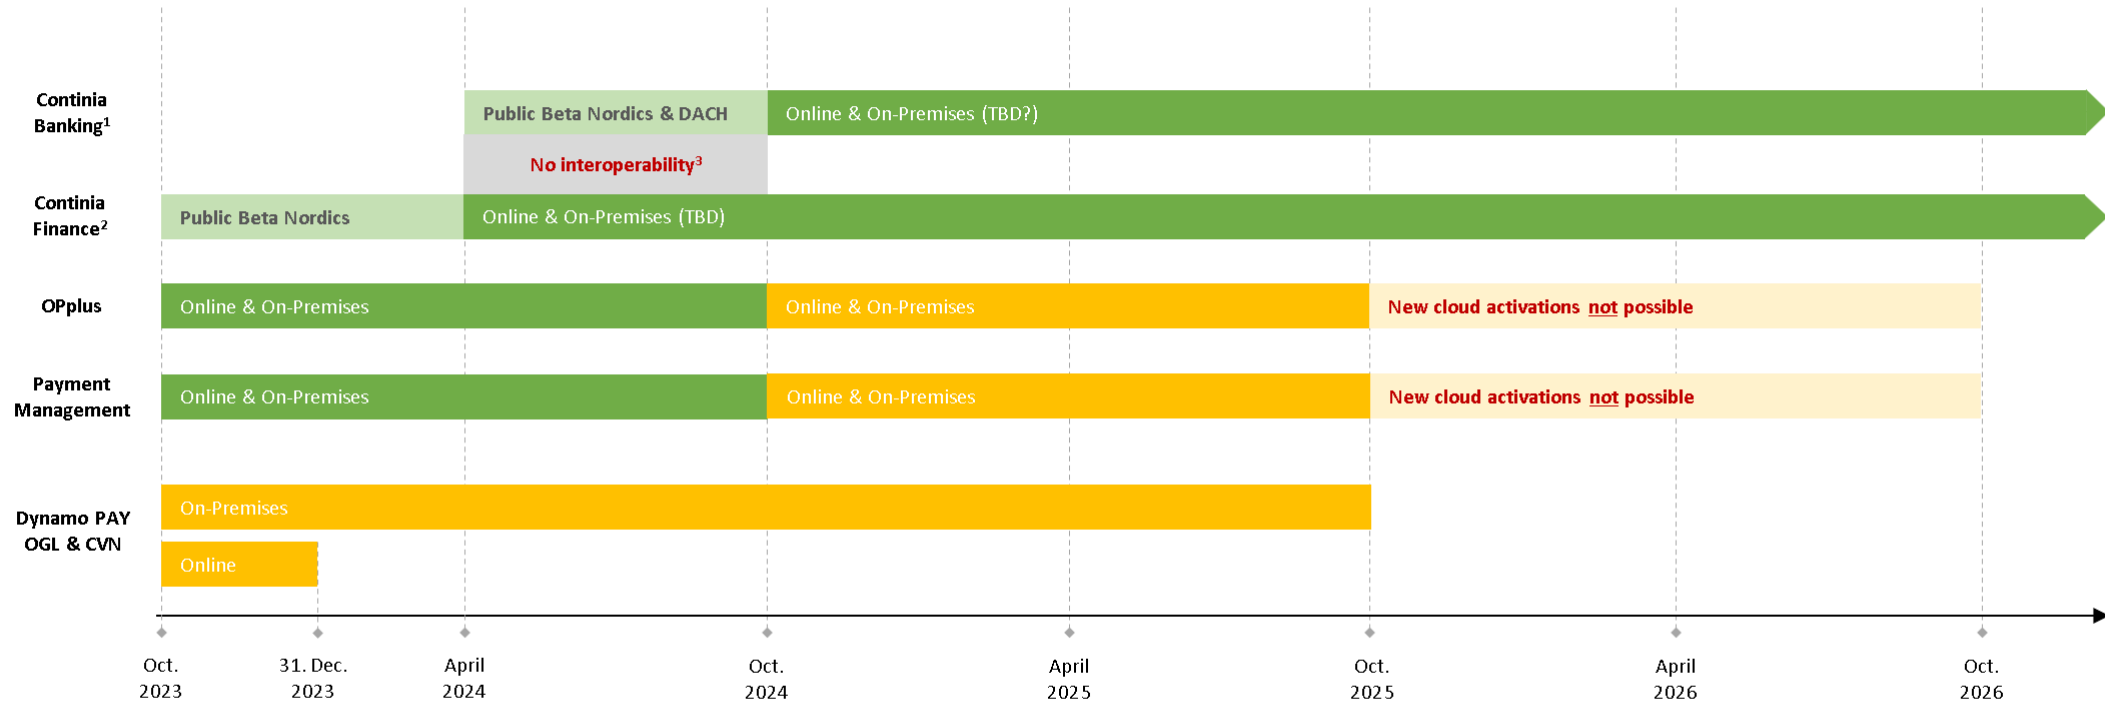 Continia
Banking¹
Public Beta Nordics & DACH
Online & On-Premises (TBD?)
No interoperability³
Continia
Finance²
Public Beta Nordics
Online & On-Premises (TBD)
OPplus
Online & On-Premises
Online & On-Premises
New cloud activations not possible
Payment
Management
Online & On-Premises
Online & On-Premises
New cloud activations not possible
Dynamo PAY
OGL & CVN
On-Premises
Online
Oct.
2023
31. Dec.
2023
April
2024
Oct.
2024
April
2025
Oct.
2025
April
2026
Oct.
2026